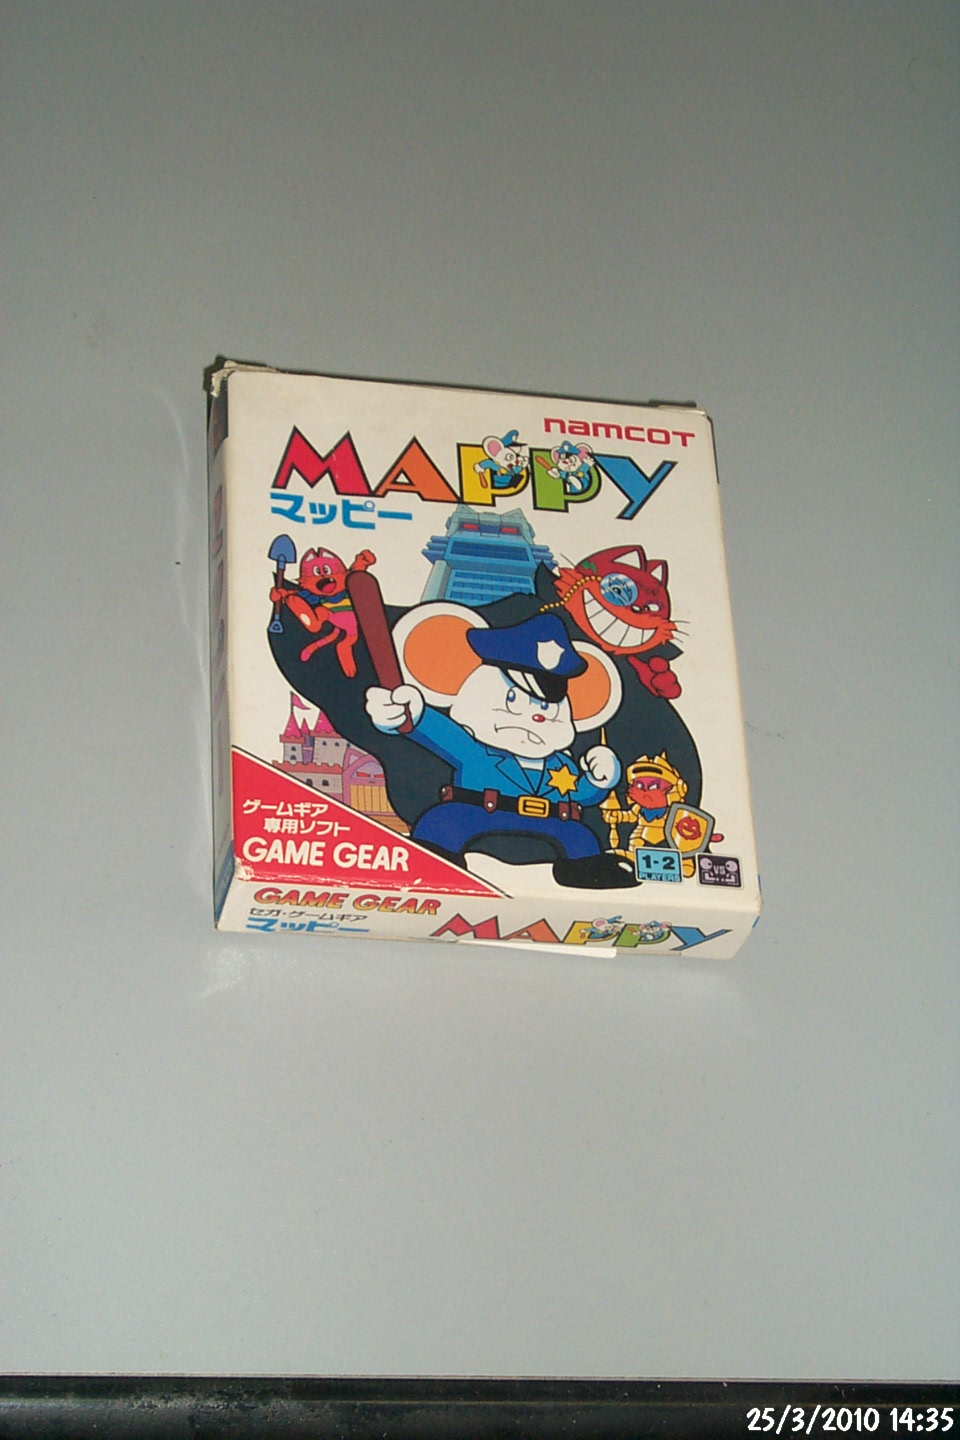 namcot
MAPPY
マッピー
ゲームギア
専用ソフト
GAME GEAR
1-2
PLAYERS
VS
GAME GEAR
セガ・ゲームギア
マッピー
MAPPY
25/3/2010 14:35